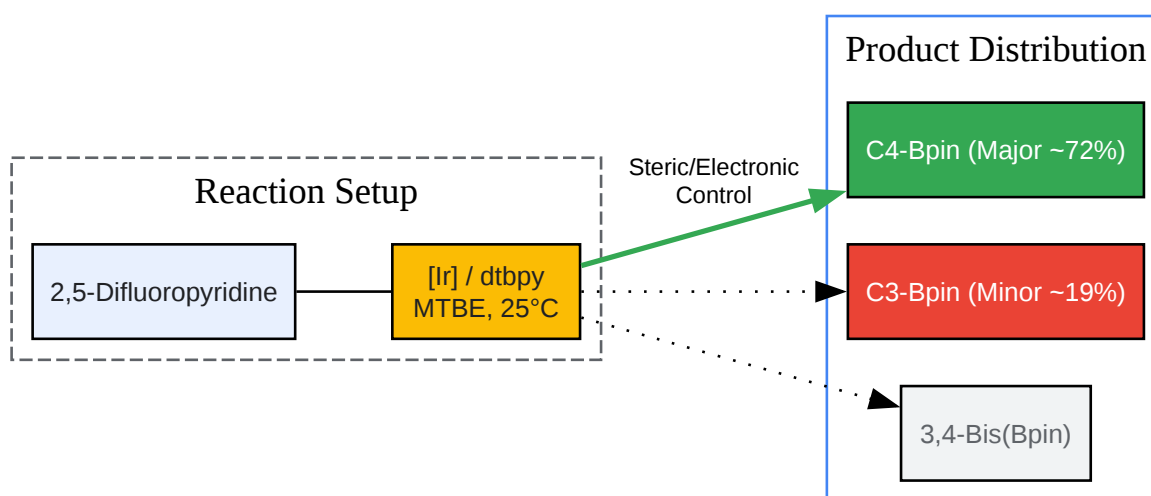 Product Distribution
C4-Bpin (Major ~72%)
Steric/Electronic
Control
Reaction Setup
2,5-Difluoropyridine
[Ir] / dtbpy
MTBE, 25°C
C3-Bpin (Minor ~19%)
3,4-Bis(Bpin)